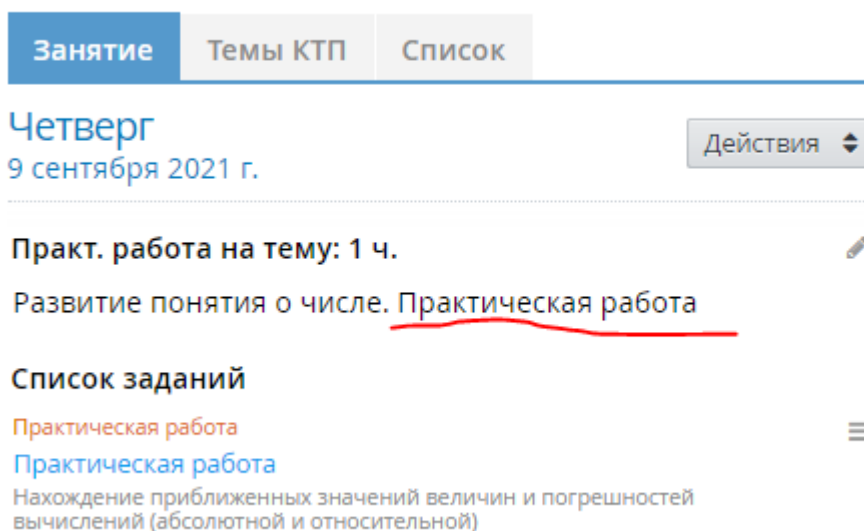 Занятие Темы КТП Список
Четверг
9 сентября 2021 г.
Действия
Практ. работа на тему: 1 ч.
Развитие понятия о числе. Практическая работа
Список заданий
Практическая работа
Практическая работа
Нахождение приближенных значений величин и погрешностей
вычислений (абсолютной и относительной)